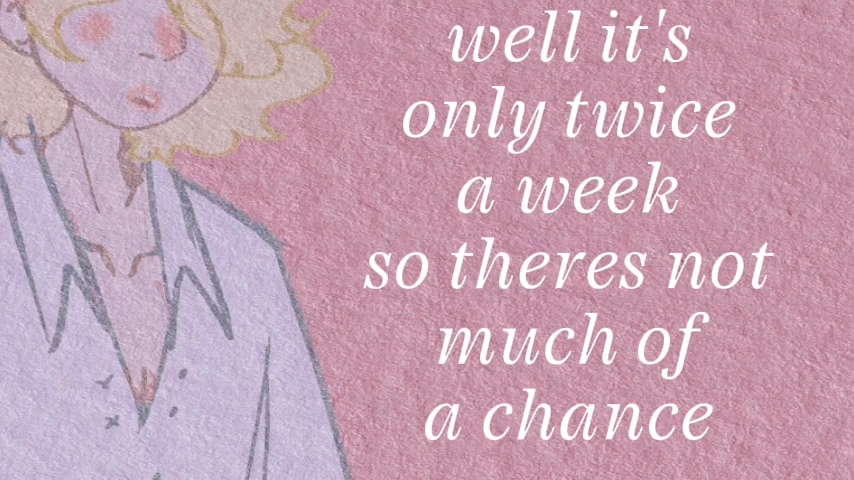 well it's
only twice
a week
so theres not
much of
a chance